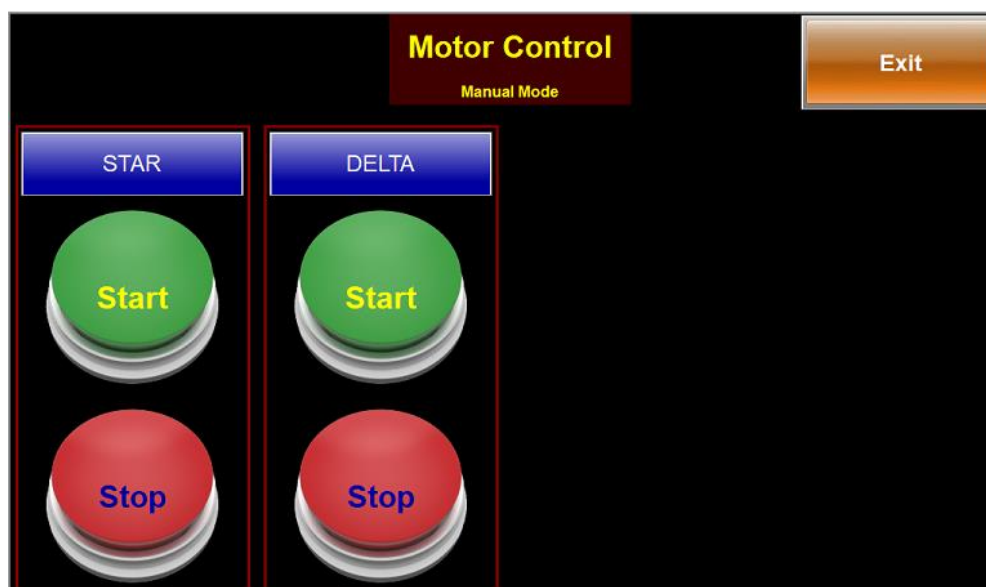 Motor Control
Manual Mode
Exit
STAR
DELTA
Start
Start
Stop
Stop